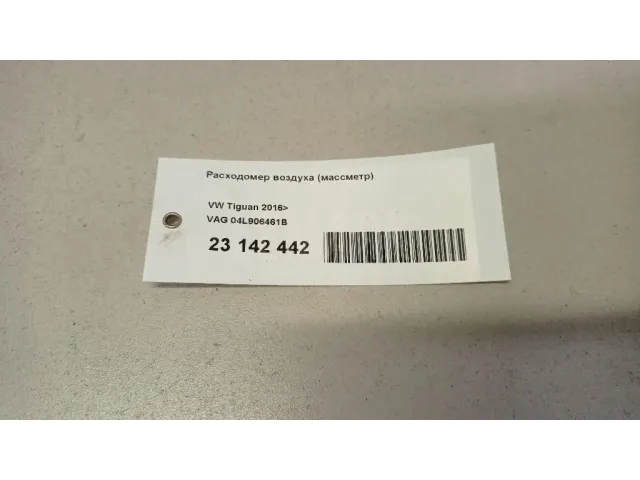 Расходомер воздуха (массметр)
VW Tiguan 2016>
VAG 04L906461B
23 142 442